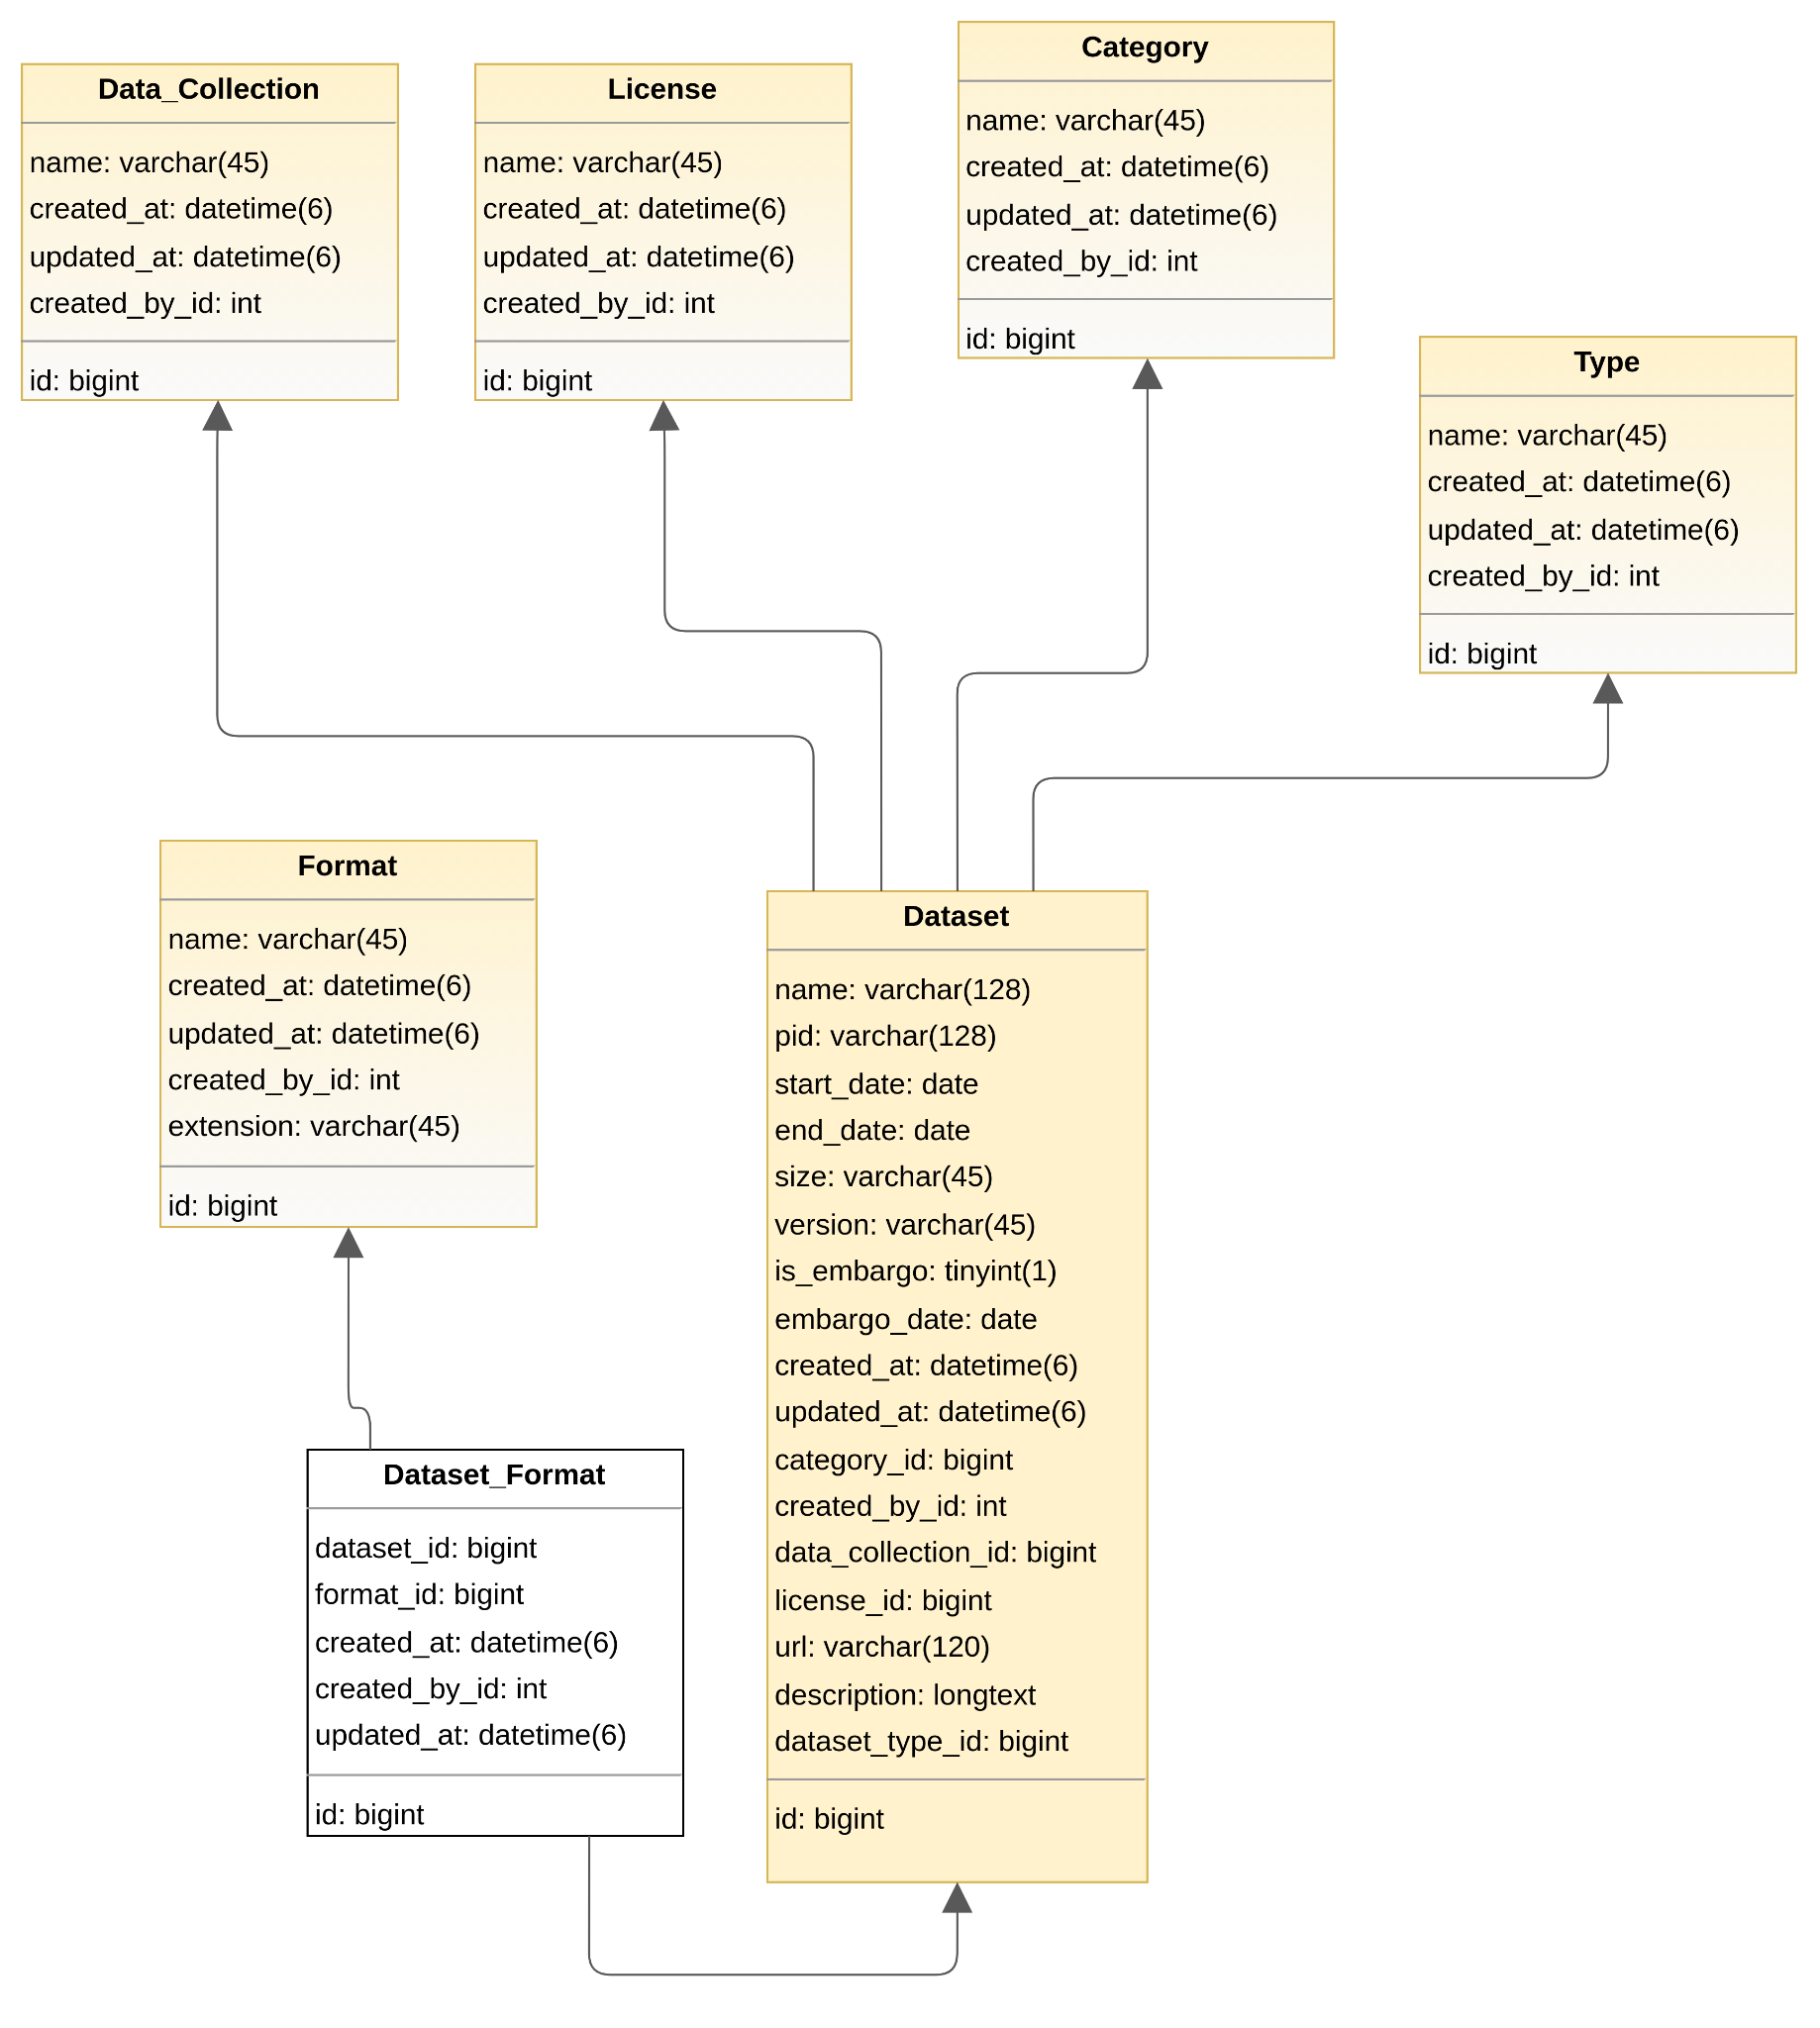 Data_Collection
name: varchar(45)
created_at: datetime(6)
updated_at: datetime(6)
created_by_id: int
id: bigint
License
name: varchar(45)
created_at: datetime(6)
updated_at: datetime(6)
created_by_id: int
id: bigint
Category
name: varchar(45)
created_at: datetime(6)
updated_at: datetime(6)
created_by_id: int
id: bigint
Type
name: varchar(45)
created_at: datetime(6)
updated_at: datetime(6)
created_by_id: int
id: bigint
Format
name: varchar(45)
created_at: datetime(6)
updated_at: datetime(6)
created_by_id: int
extension: varchar(45)
id: bigint
Dataset
name: varchar(128)
pid: varchar(128)
start_date: date
end_date: date
size: varchar(45)
version: varchar(45)
is_embargo: tinyint(1)
embargo_date: date
created_at: datetime(6)
updated_at: datetime(6)
category_id: bigint
created_by_id: int
data_collection_id: bigint
license_id: bigint
url: varchar(120)
description: longtext
dataset_type_id: bigint
id: bigint
Dataset_Format
dataset_id: bigint
format_id: bigint
created_at: datetime(6)
created_by_id: int
updated_at: datetime(6)
id: bigint